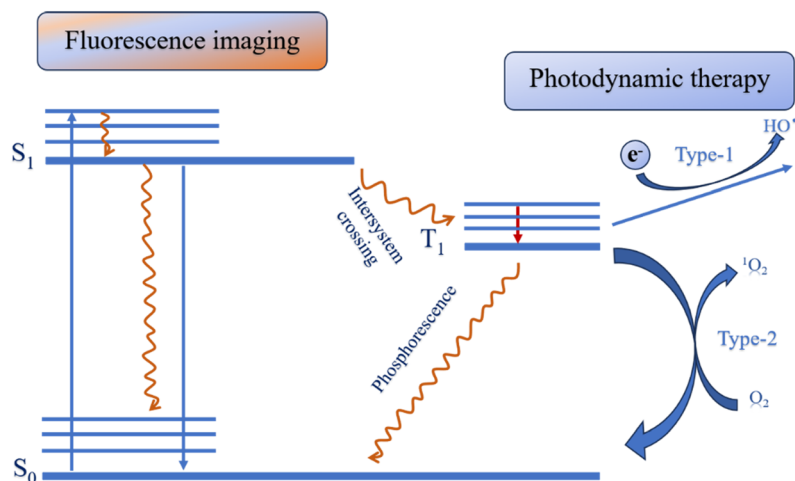 Fluorescence imaging
Photodynamic therapy
HO•
e-
Type-1
S1
Intersystem
crossing
T1
1O2
Phosphorescence
Type-2
O2
S0